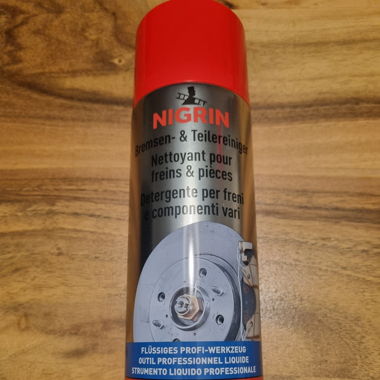 NIGRIN
Bremsen- & Teilereiniger
Nettoyant pour
freins & pièces
Detergente per freni
e componenti vari
FLÜSSIGES PROFI-WERKZEUG
OUTIL PROFESSIONNEL LIQUIDE
STRUMENTO LIQUIDO PROFESSIONALE